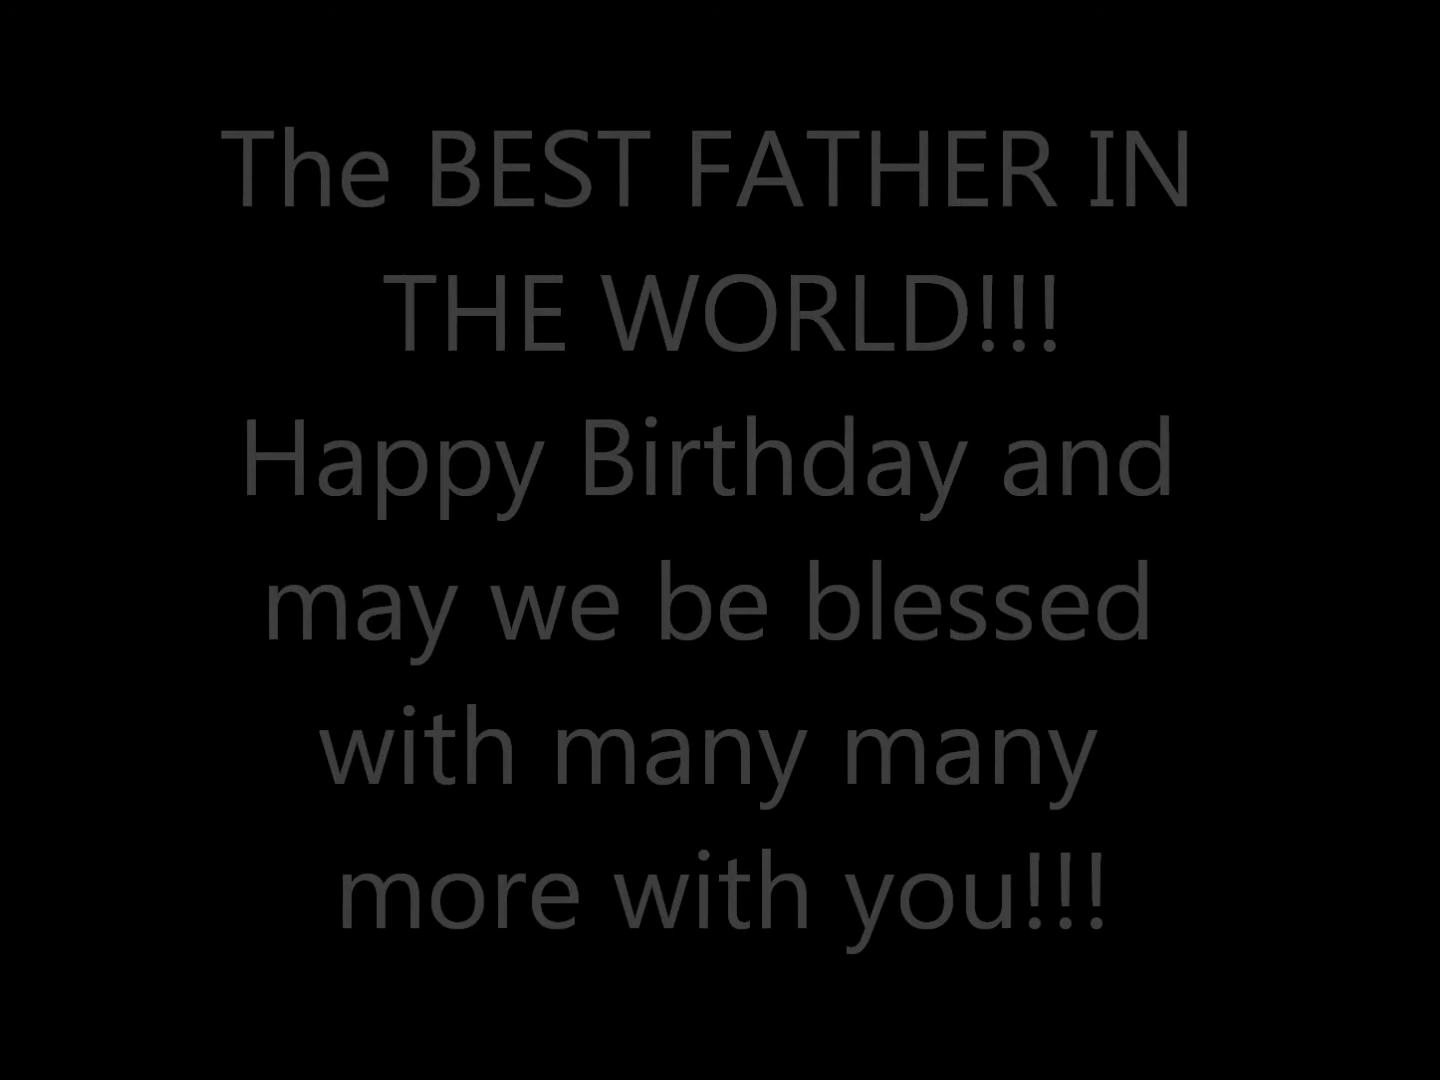 The BEST FATHER IN
THE WORLD!!!
Happy Birthday and
may we be blessed
with many many
more with you!!!